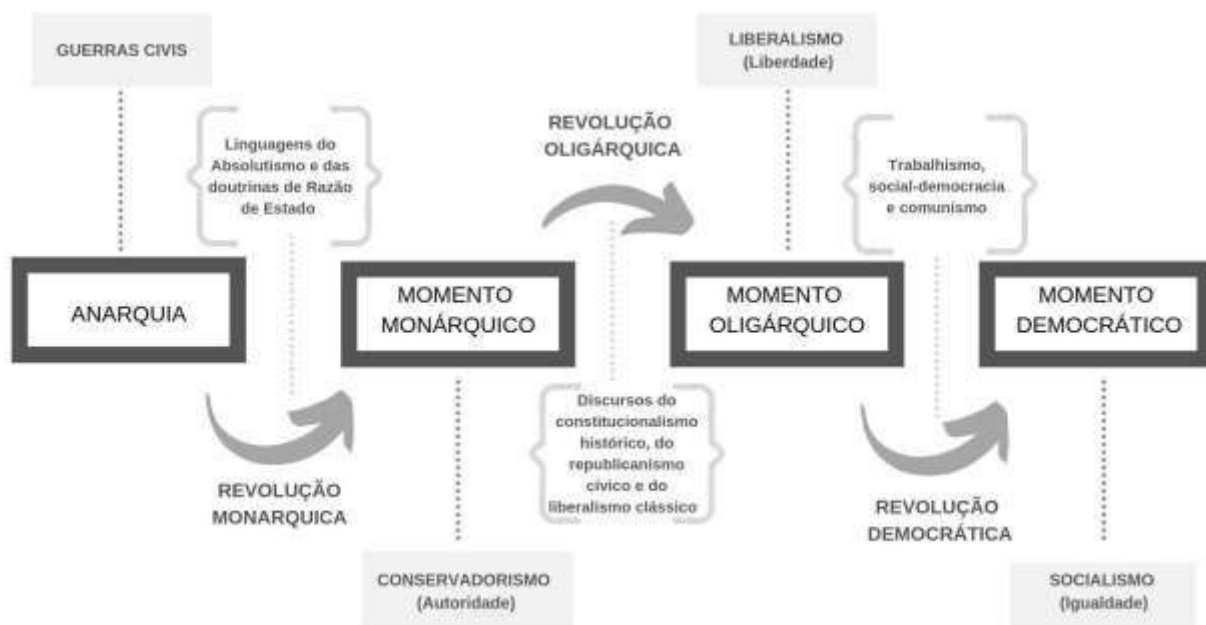 GUERRAS CIVIS
Linguagens do
Absolutismo e das
doutrinas de Razão
de Estado
REVOLUÇÃO
OLIGÁRQUICA
LIBERALISMO
(Liberdade)
Trabalhismo,
social-democracia
e comunismo
ANARQUIA
MOMENTO
MONÁRQUICO
MOMENTO
OLIGÁRQUICO
MOMENTO
DEMOCRÁTICO
REVOLUÇÃO
MONARQUICA
Discursos do
constitucionalismo
histórico, do
republicanismo
cívico e do
liberalismo clássico
REVOLUÇÃO
DEMOCRÁTICA
CONSERVADORISMO
(Autoridade)
SOCIALISMO
(Igualdade)